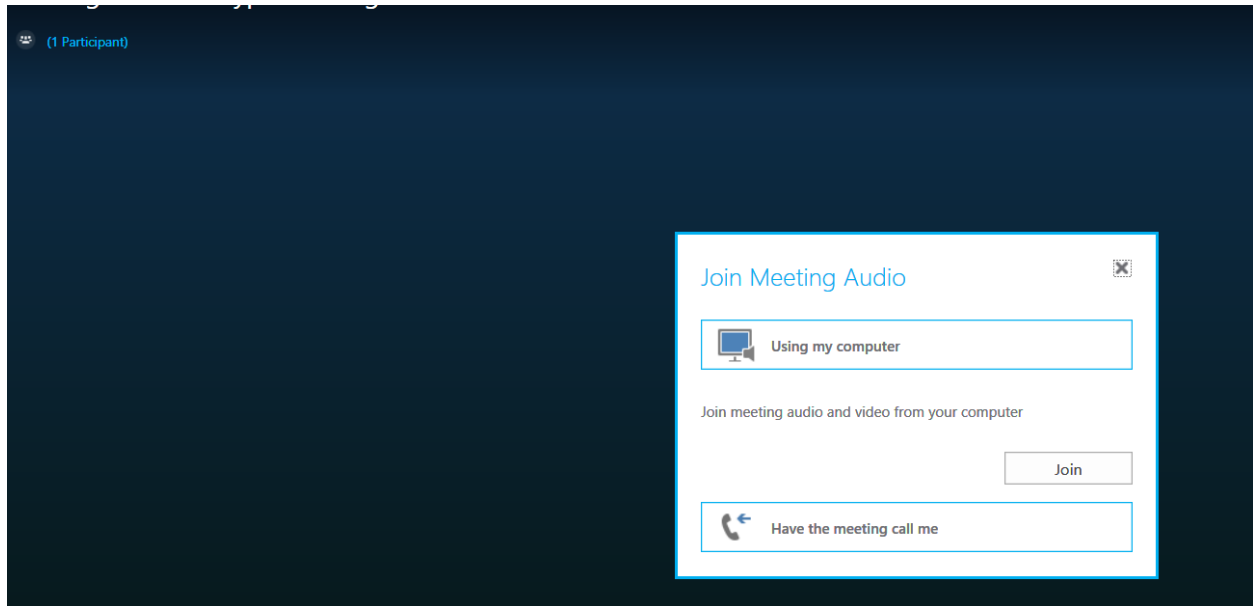 (1 Participant)
Join Meeting Audio
Using my computer
Join meeting audio and video from your computer
Join
Have the meeting call me